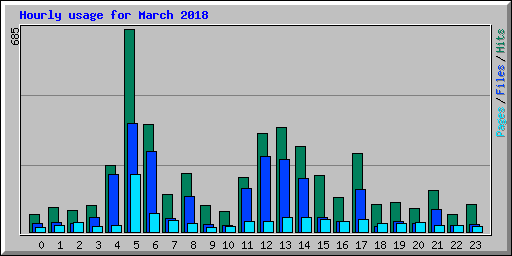 Hourly usage for March 2018
685
Pages / Files / Hits
0 1 2 3 4 5 6 7 8 9 10 11 12 13 14 15 16 17 18 19 20 21 22 23